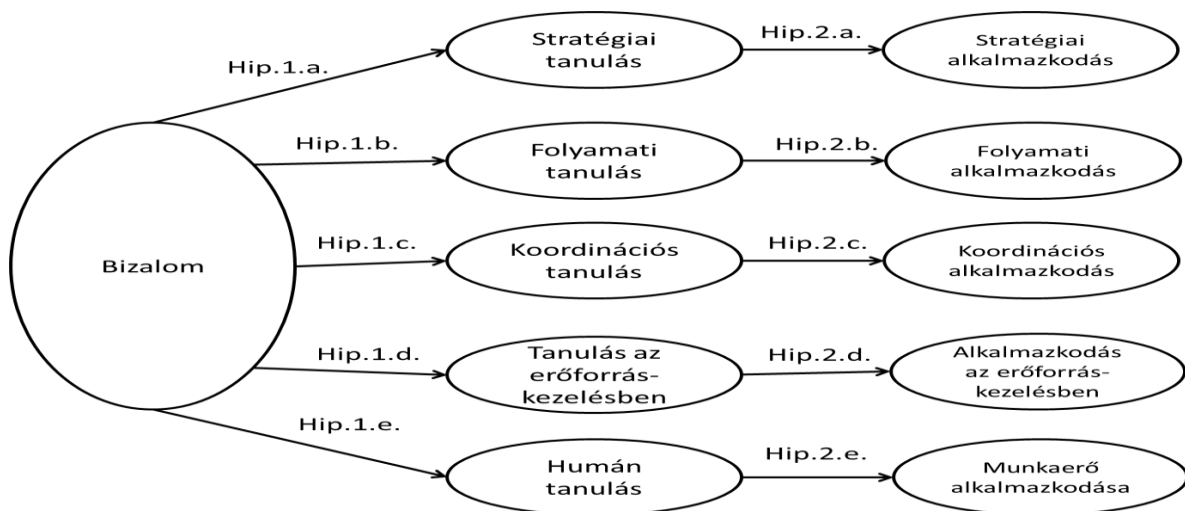 Hip.1.a.
Stratégiai
tanulás
Hip.2.a.
Stratégiai
alkalmazkodás
Hip.1.b.
Folyamati
tanulás
Hip.2.b.
Folyamati
alkalmazkodás
Bizalom
Hip.1.c.
Koordinációs
tanulás
Hip.2.c.
Koordinációs
alkalmazkodás
Hip.1.d.
Tanulás az
erőforrás-
kezelésben
Hip.2.d.
Alkalmazkodás
az erőforrás-
kezelésben
Hip.1.e.
Humán
tanulás
Hip.2.e.
Munkaerő
alkalmazkodása